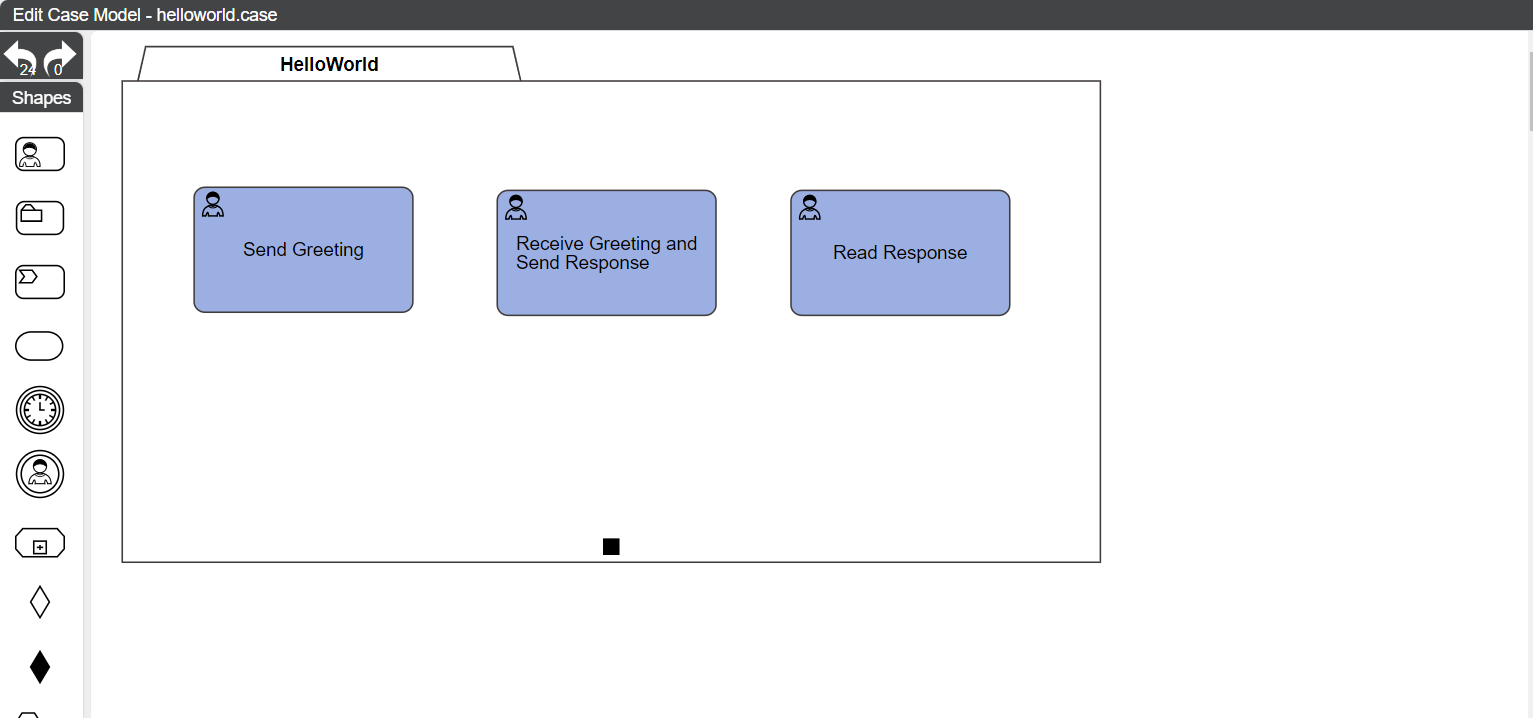 Edit Case Model - helloworld.case
24 0
Shapes
HelloWorld
Send Greeting
Receive Greeting and
Send Response
Read Response